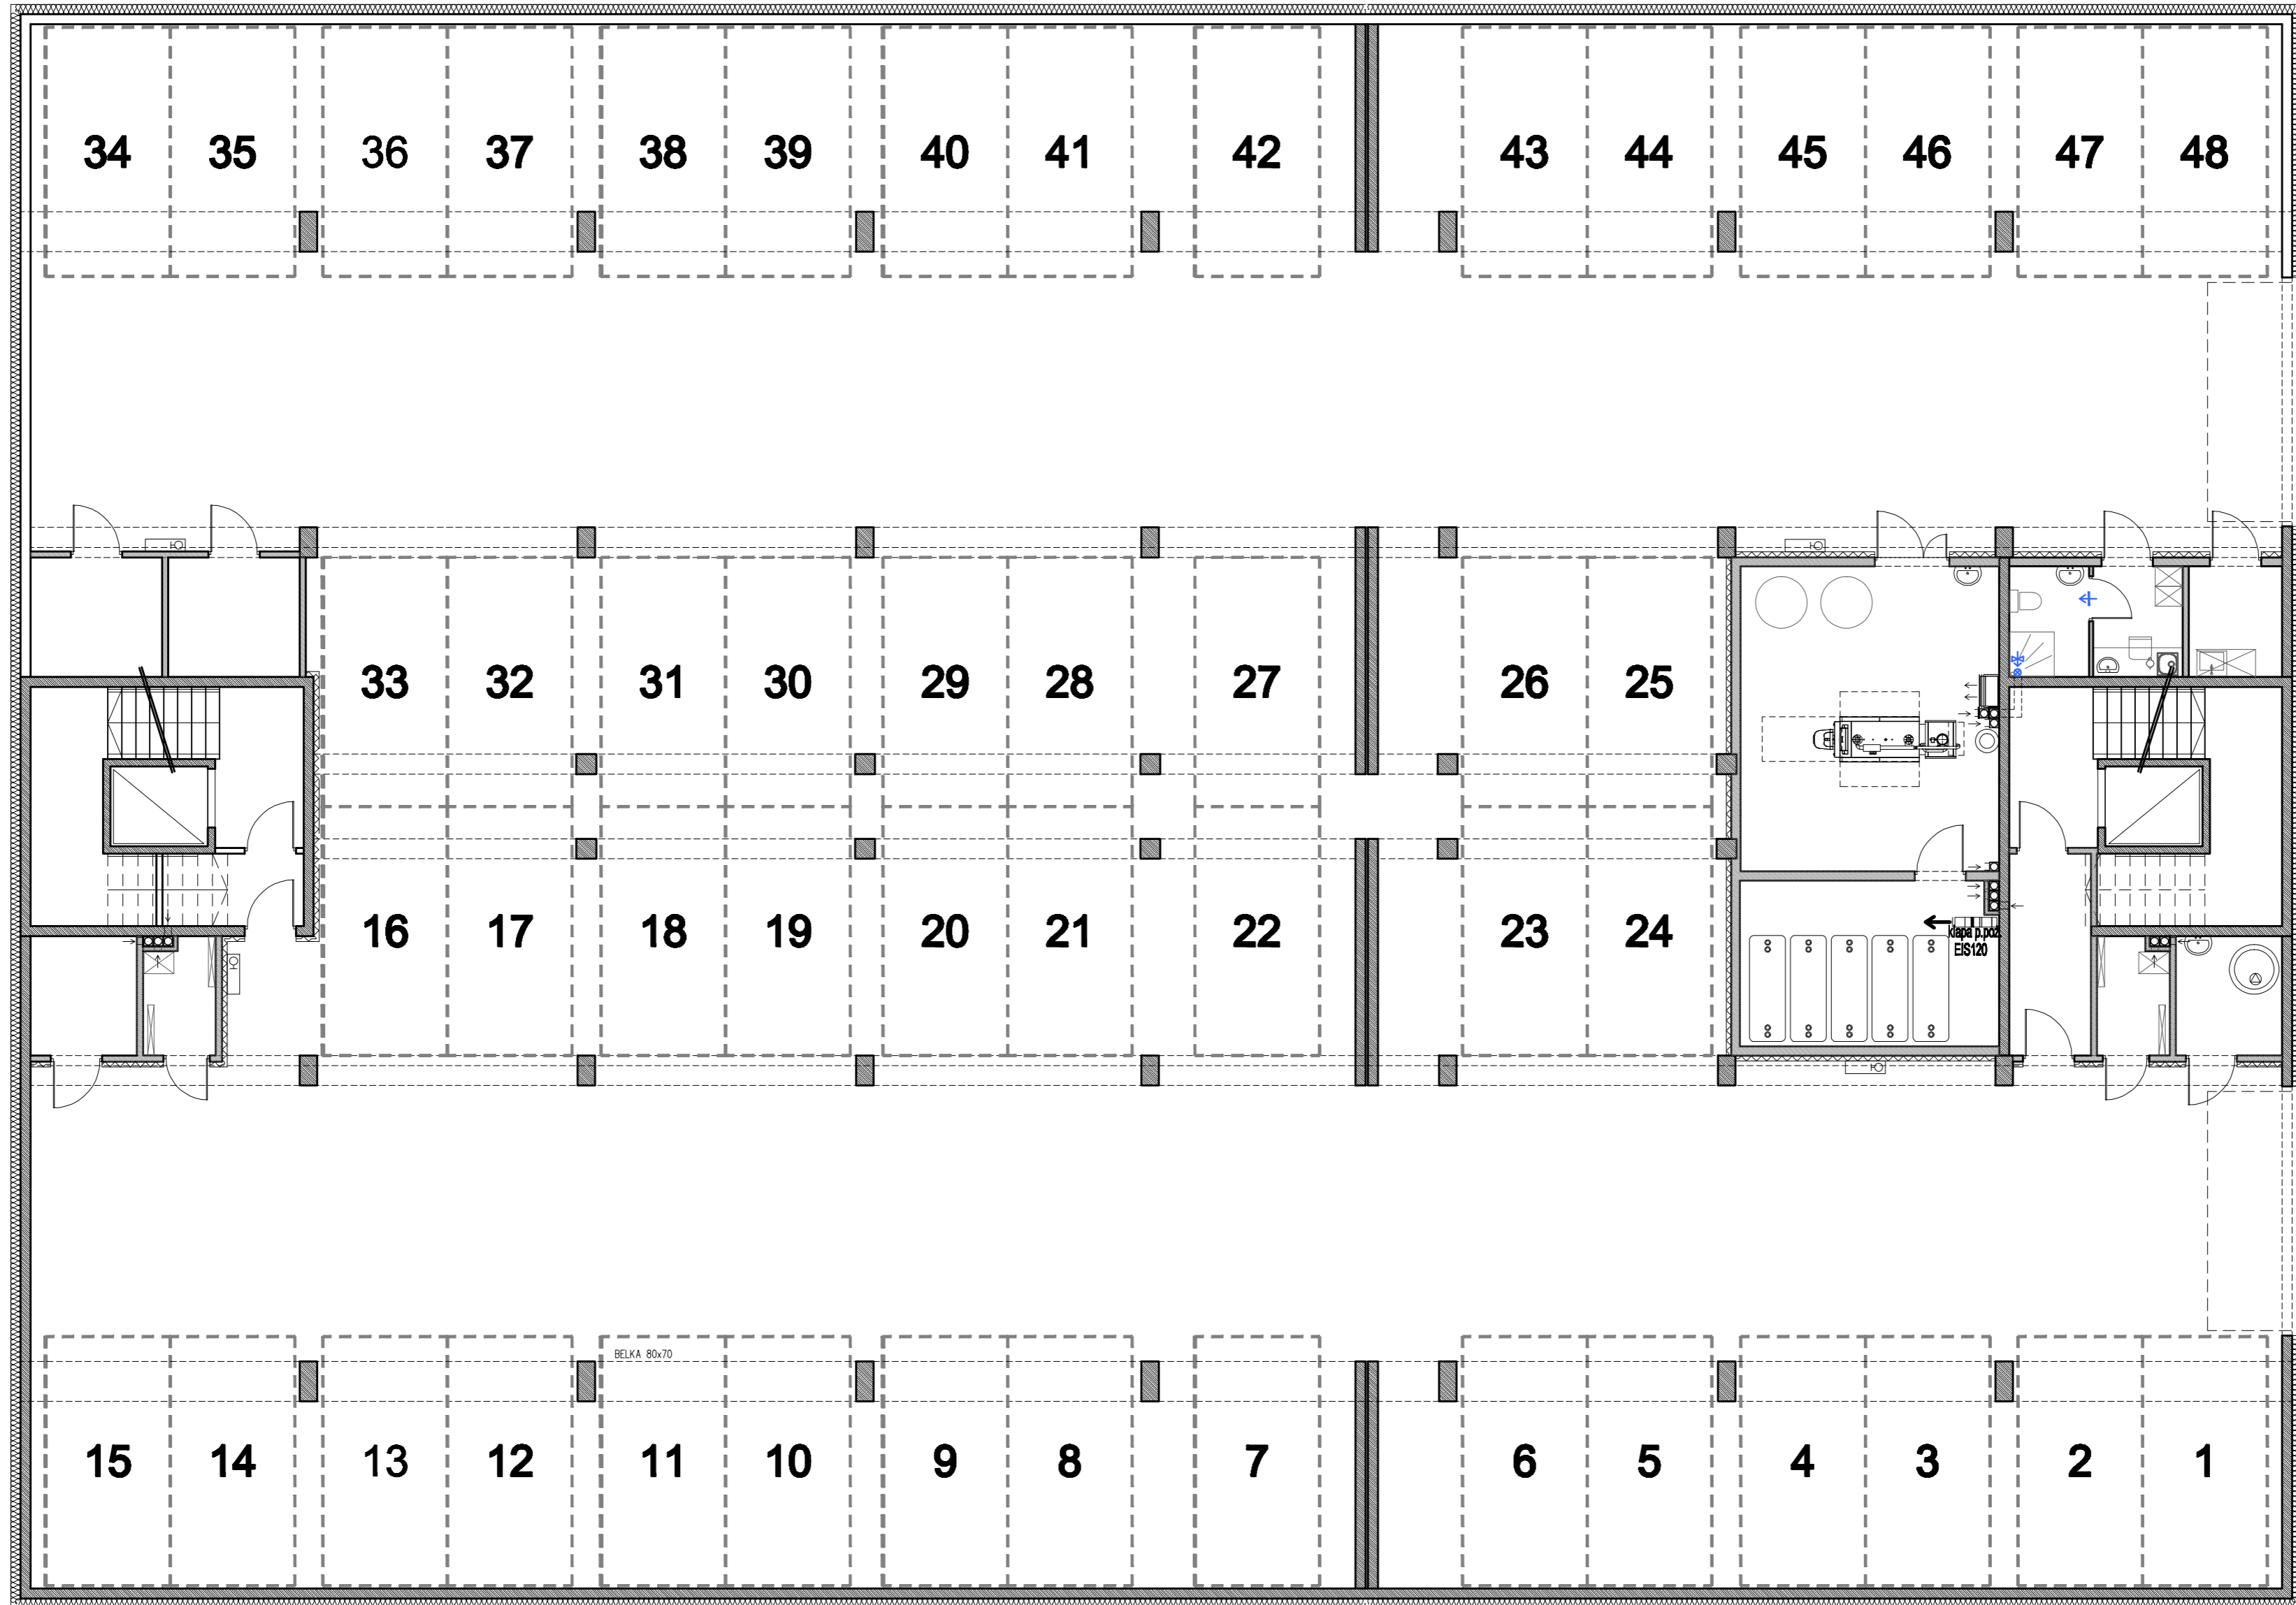 34 35 36 37 38 39 40 41 42 43 44 45 46 47 48
33 32 31 30 29 28 27 26 25
16 17 18 19 20 21 22 23 24
klapa p.poż
EIS120
BELKA 80x70
15 14 13 12 11 10 9 8 7 6 5 4 3 2 1